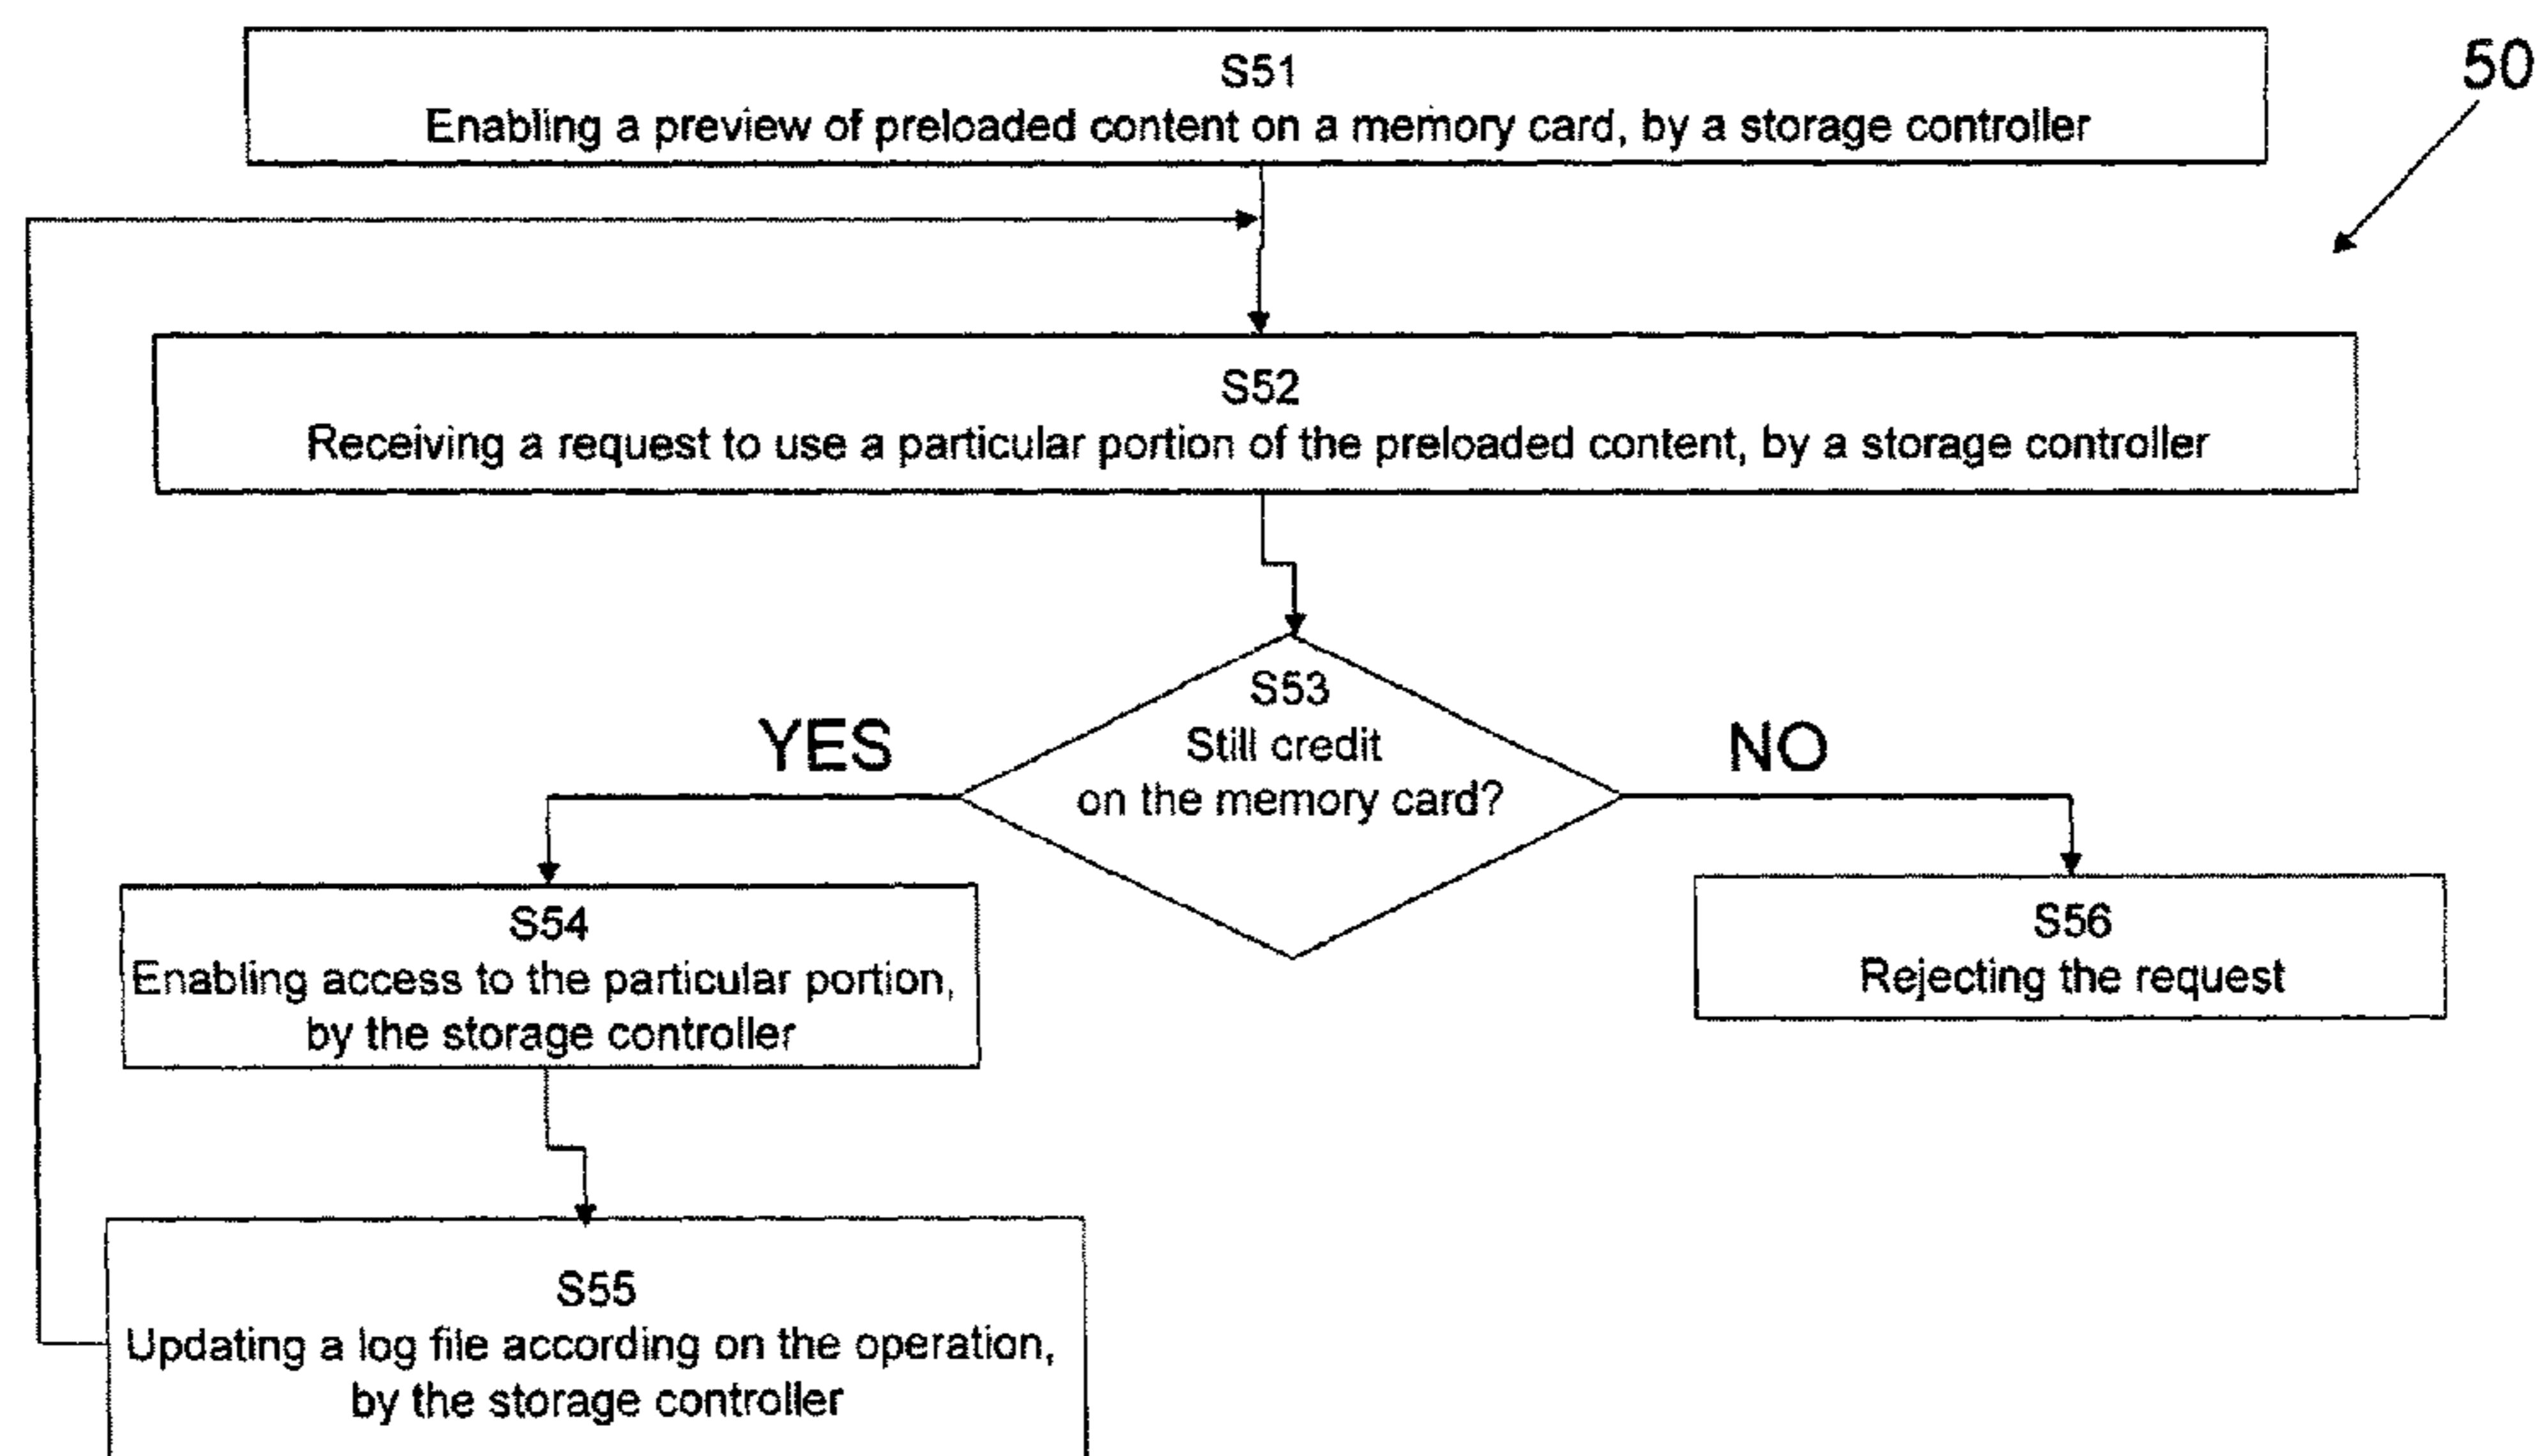 50
S51
Enabling a preview of preloaded content on a memory card, by a storage controller
S52
Receiving a request to use a particular portion of the preloaded content, by a storage controller
S53
Still credit
on the memory card?
YES
NO
S54
Enabling access to the particular portion,
by the storage controller
S56
Rejecting the request
S55
Updating a log file according on the operation,
by the storage controller